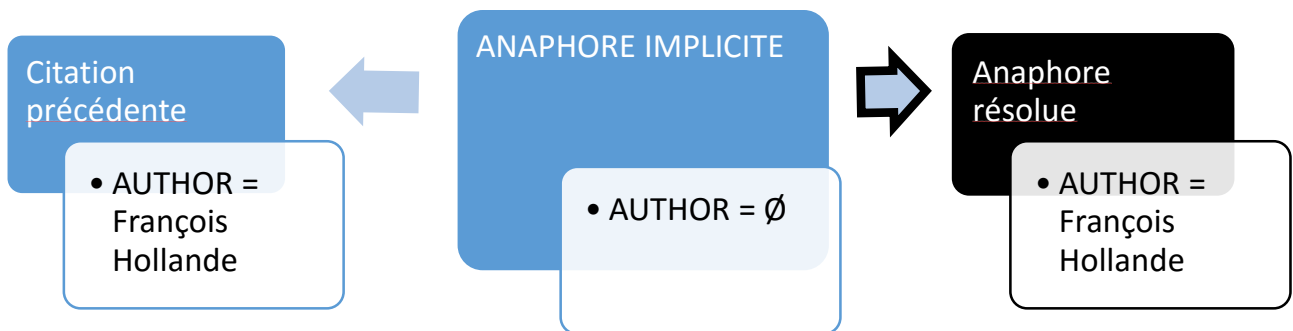 Citation
précédente
• AUTHOR =
François
Hollande
ANAPHORE IMPLICITE
• AUTHOR = Ø
Anaphore
résolue
• AUTHOR =
François
Hollande